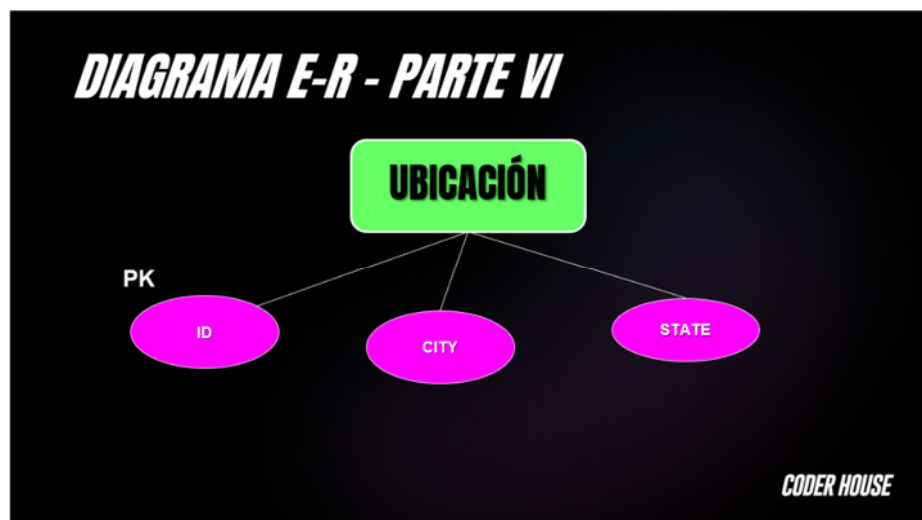 DIAGRAMA E-R - PARTE VI
UBICACIÓN
PK
ID
CITY
STATE
CODER HOUSE